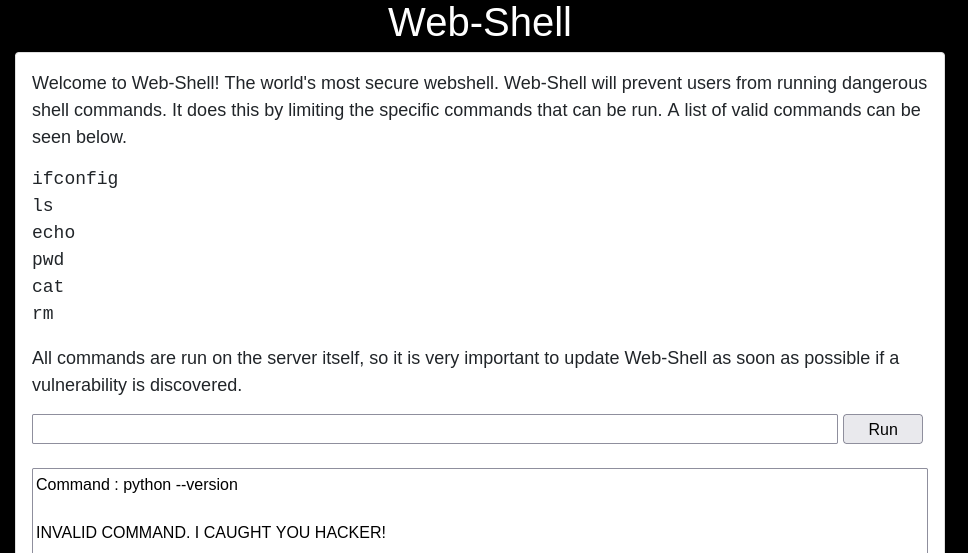 Web-Shell
Welcome to Web-Shell! The world's most secure webshell. Web-Shell will prevent users from running dangerous
shell commands. It does this by limiting the specific commands that can be run. A list of valid commands can be
seen below.
ifconfig
ls
echo
pwd
cat
rm
All commands are run on the server itself, so it is very important to update Web-Shell as soon as possible if a
vulnerability is discovered.
Run
Command : python --version
INVALID COMMAND. I CAUGHT YOU HACKER!